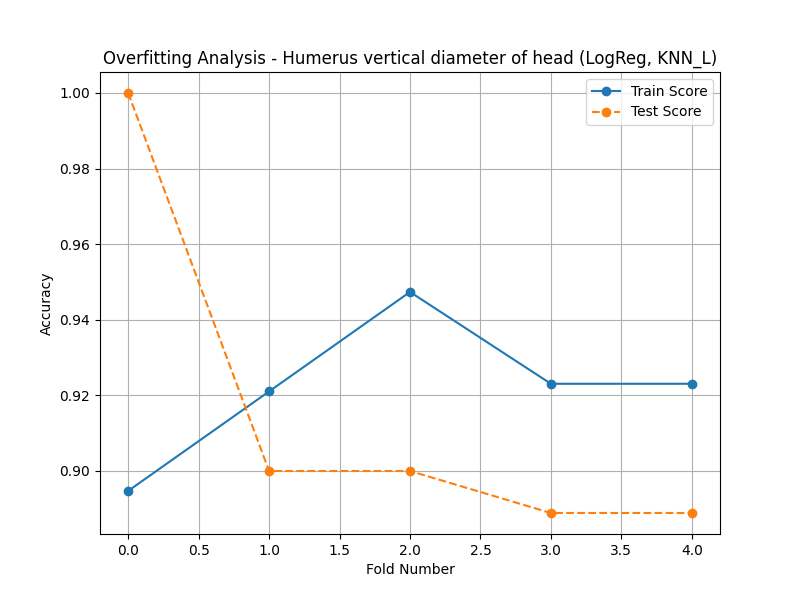 Overfitting Analysis - Humerus vertical diameter of head (LogReg, KNN_L)
Train Score
Test Score
1.00
0.98
0.96
0.94
0.92
0.90
Accuracy
0.0 0.5 1.0 1.5 2.0 2.5 3.0 3.5 4.0
Fold Number